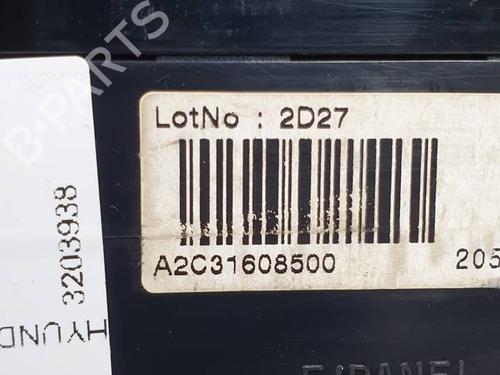 B-PARTS
LotNo : 2D27
A2C31608500
205
3203938
HYUND